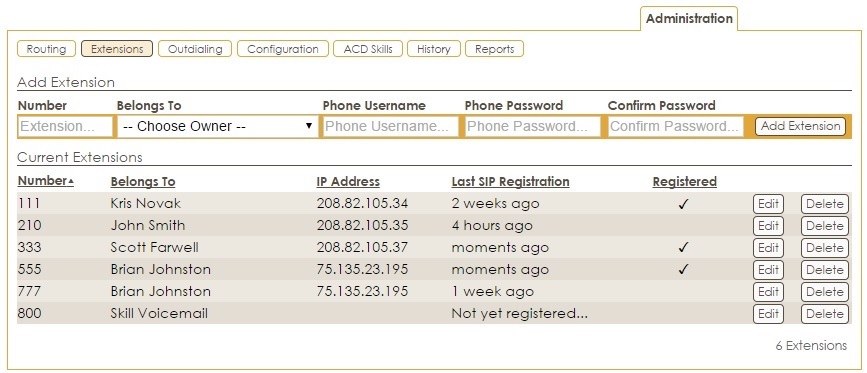 Administration
Routing Extensions Outdialing Configuration ACD Skills History Reports
Add Extension
Number Belongs To Phone Username Phone Password Confirm Password
Extension... -- Choose Owner -- Phone Username... Phone Password... Confirm Password... Add Extension
Current Extensions
Number Belongs To IP Address Last SIP Registration Registered
111 Kris Novak 208.82.105.34 2 weeks ago ✓ Edit Delete
210 John Smith 208.82.105.35 4 hours ago Edit Delete
333 Scott Farwell 208.82.105.37 moments ago ✓ Edit Delete
555 Brian Johnston 75.135.23.195 moments ago ✓ Edit Delete
777 Brian Johnston 75.135.23.195 1 week ago Edit Delete
800 Skill Voicemail Not yet registered... Edit Delete
6 Extensions